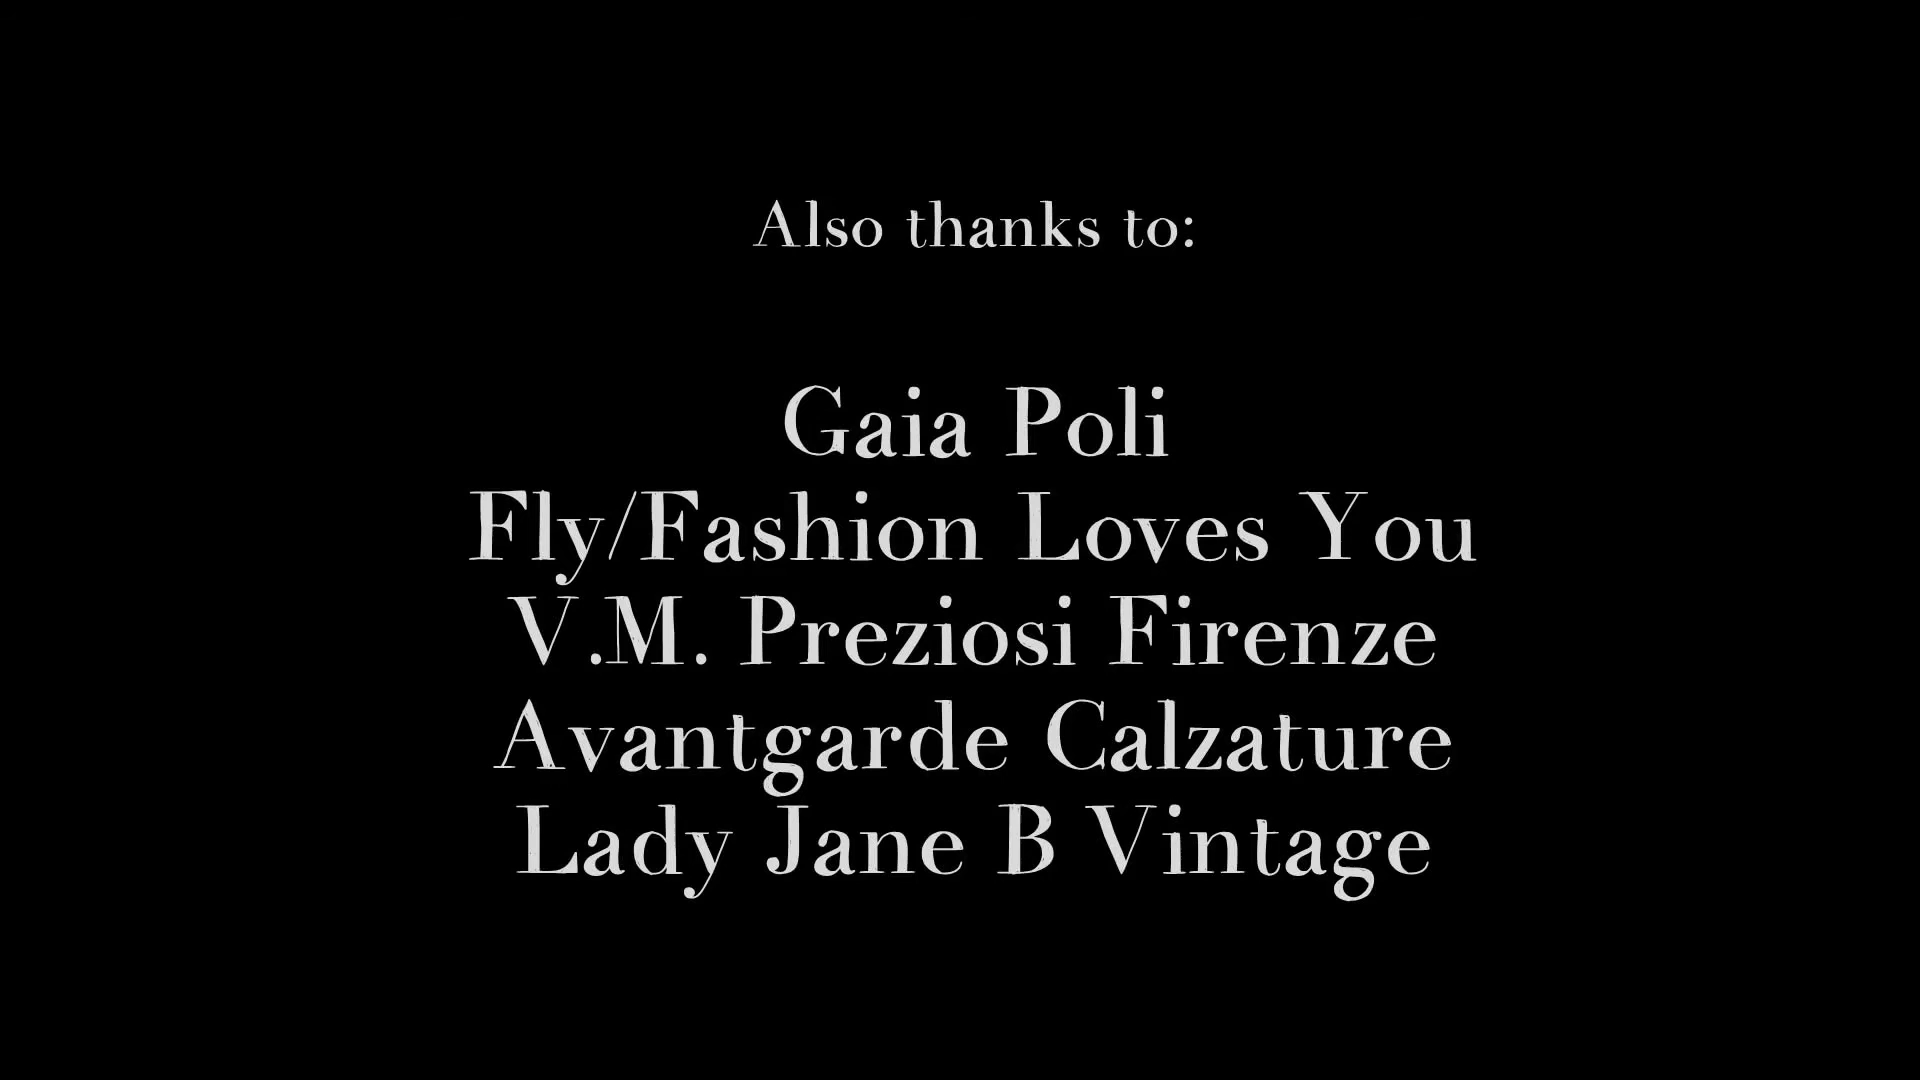 Also thanks to:
Gaia Poli
Fly/Fashion Loves You
V.M. Preziosi Firenze
Avantgarde Calzature
Lady Jane B Vintage